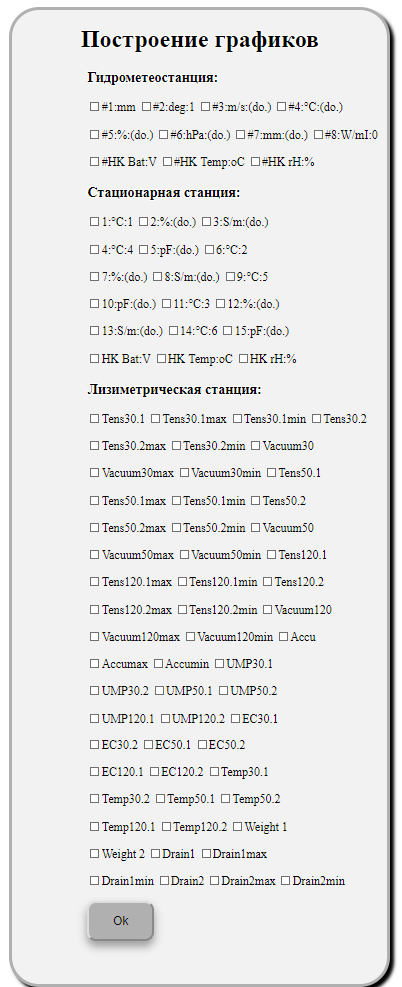 Построение графиков
Гидрометеостанция:
#1:mm #2:deg:1 #3:m/s:(do.) #4:°C:(do.)
#5:%:(do.) #6:hPa:(do.) #7:mm:(do.) #8:W/mI:0
#HK Bat:V #HK Temp:oC #HK rH:%
Стационарная станция:
1:°C:1 2:%:(do.) 3:S/m:(do.)
4:°C:4 5:pF:(do.) 6:°C:2
7:%:(do.) 8:S/m:(do.) 9:°C:5
10:pF:(do.) 11:°C:3 12:%:(do.)
13:S/m:(do.) 14:°C:6 15:pF:(do.)
HK Bat:V HK Temp:oC HK rH:%
Лизиметрическая станция:
Tens30.1 Tens30.1max Tens30.1min Tens30.2
Tens30.2max Tens30.2min Vacuum30
Vacuum30max Vacuum30min Tens50.1
Tens50.1max Tens50.1min Tens50.2
Tens50.2max Tens50.2min Vacuum50
Vacuum50max Vacuum50min Tens120.1
Tens120.1max Tens120.1min Tens120.2
Tens120.2max Tens120.2min Vacuum120
Vacuum120max Vacuum120min Accu
Accumax Accumin UMP30.1
UMP30.2 UMP50.1 UMP50.2
UMP120.1 UMP120.2 EC30.1
EC30.2 EC50.1 EC50.2
EC120.1 EC120.2 Temp30.1
Temp30.2 Temp50.1 Temp50.2
Temp120.1 Temp120.2 Weight 1
Weight 2 Drain1 Drain1max
Drain1min Drain2 Drain2max Drain2min
Ok